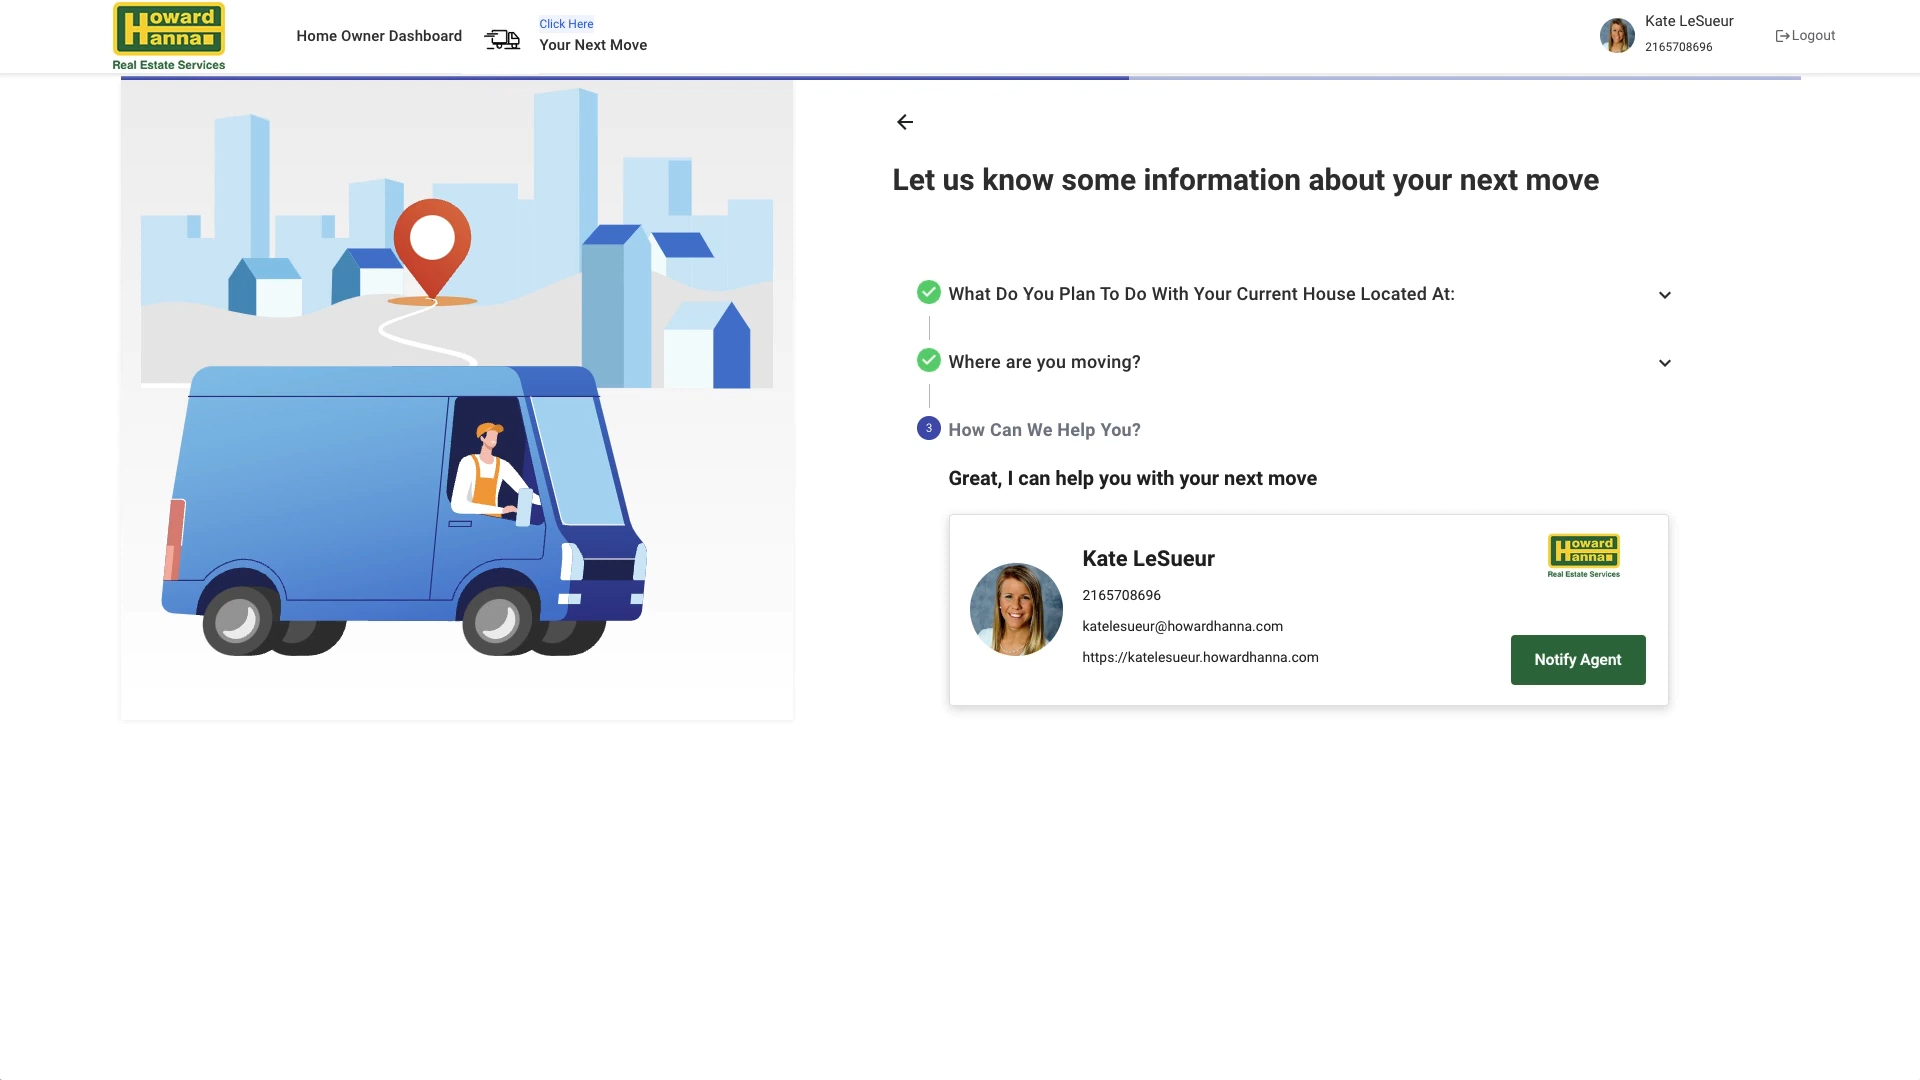 Howard
Hanna
Real Estate Services
Home Owner Dashboard
Click Here
Your Next Move
Kate LeSueur
2165708696
Logout
Let us know some information about your next move
What Do You Plan To Do With Your Current House Located At:
Where are you moving?
3
How Can We Help You?
Great, I can help you with your next move
Kate LeSueur
2165708696
katelesueur@howardhanna.com
https://katelesueur.howardhanna.com
Howard
Hanna
Real Estate Services
Notify Agent